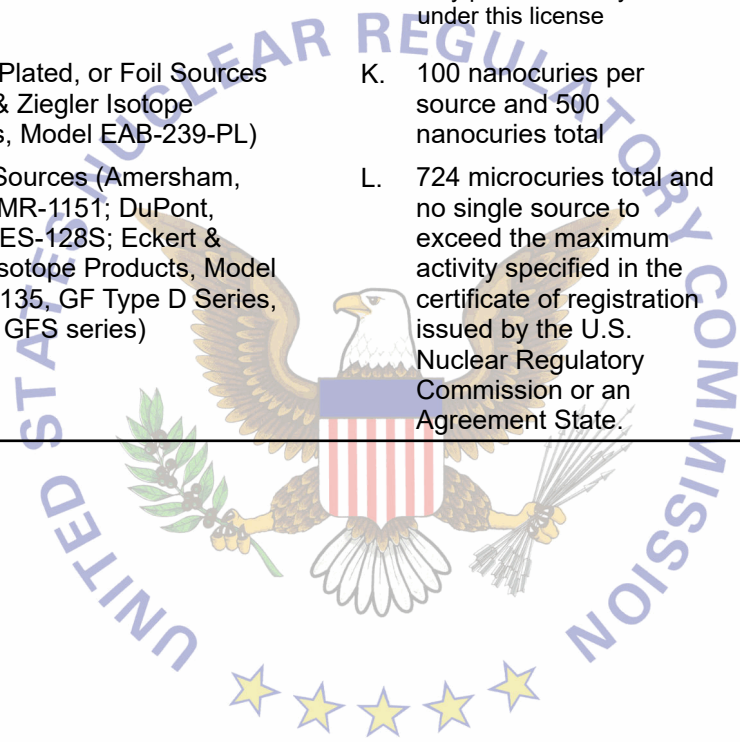 under this license
Plated, or Foil Sources
& Ziegler Isotope
s, Model EAB-239-PL)
K. 100 nanocuries per
source and 500
nanocuries total
Sources (Amersham,
MR-1151; DuPont,
ES-128S; Eckert &
sotope Products, Model
135, GF Type D Series,
GFS series)
L. 724 microcuries total and
no single source to
exceed the maximum
activity specified in the
certificate of registration
issued by the U.S.
Nuclear Regulatory
Commission or an
Agreement State.
UNITED STATES NUCLEAR REGULATORY COMMISSION